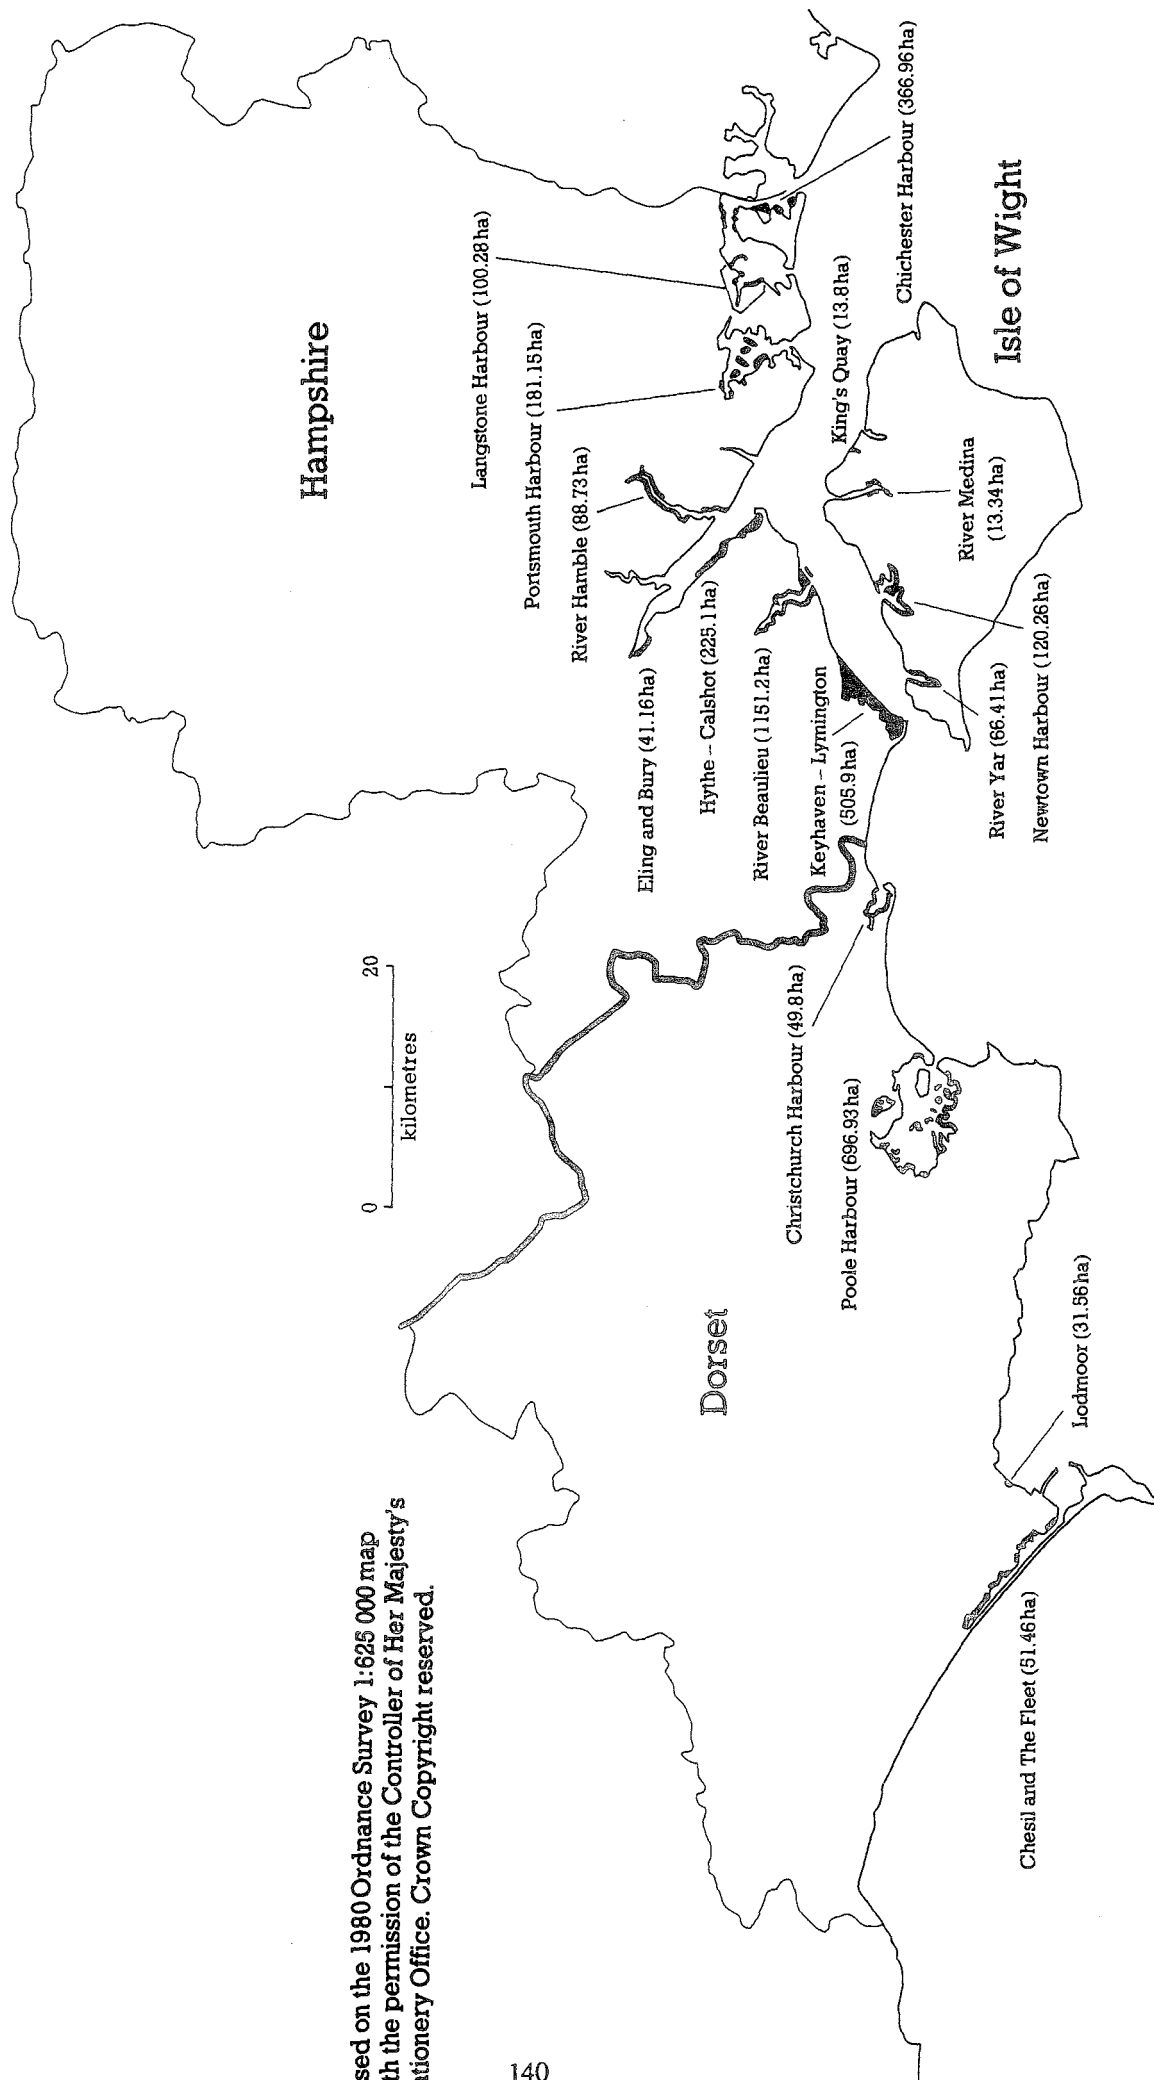 Hampshire
Langstone Harbour (100.28 ha)
Portsmouth Harbour (181.15 ha)
River Hamble (88.73 ha)
Eling and Bury (41.16 ha)
Hythe – Calshot (225.1 ha)
River Beaulieu (1151.2 ha)
Keyhaven – Lymington
(505.9 ha)
King's Quay (13.8 ha)
Chichester Harbour (366.96 ha)
Isle of Wight
River Medina
(13.34 ha)
River Yar (66.41 ha)
Newtown Harbour (120.26 ha)
0
20
kilometres
Christchurch Harbour (49.8 ha)
Poole Harbour (696.93 ha)
Dorset
Lodmoor (31.56 ha)
Chesil and The Fleet (51.46 ha)
sed on the 1980 Ordnance Survey 1:625 000 map
th the permission of the Controller of Her Majesty's
ationery Office. Crown Copyright reserved.
140